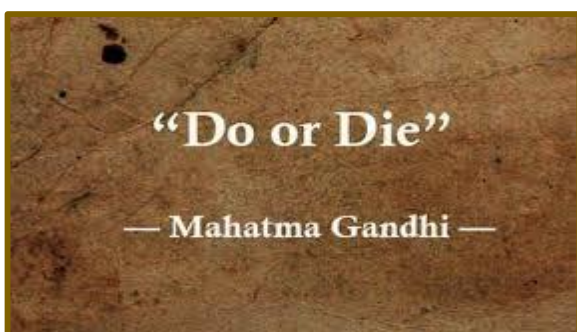 “Do or Die”
— Mahatma Gandhi —